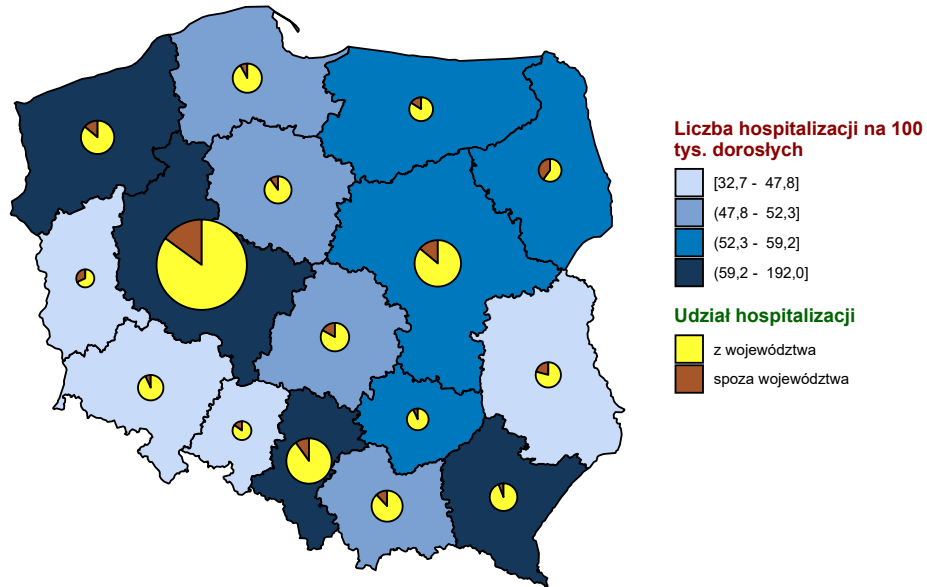 Liczba hospitalizacji na 100
tys. dorosłych
[32,7 - 47,8]
(47,8 - 52,3]
(52,3 - 59,2]
(59,2 - 192,0]
Udział hospitalizacji
z województwa
spoza województwa